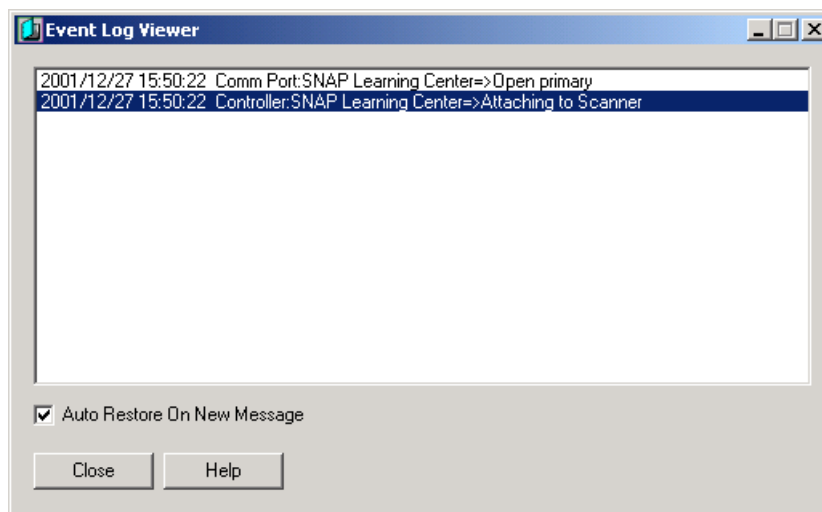 Event Log Viewer
2001/12/27 15:50:22 Comm Port:SNAP Learning Center=>Open primary
2001/12/27 15:50:22 Controller:SNAP Learning Center=>Attaching to Scanner
Auto Restore On New Message
Close Help